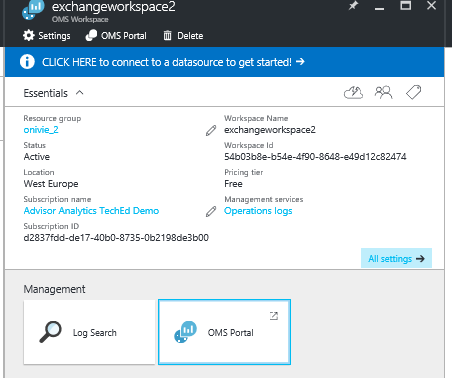 exchangeworkspace2
OMS Workspace
Settings OMS Portal Delete
CLICK HERE to connect to a datasource to get started!
Essentials
Resource group Workspace Name
onivie_2 exchangeworkspace2
Status Workspace Id
Active 54b03b8e-b54e-4f90-8648-e49d12c82474
Location Pricing tier
West Europe Free
Subscription name Management services
Advisor Analytics TechEd Demo Operations logs
Subscription ID
d2837fdd-de17-40b0-8735-0b2198de3b00
All settings
Management
Log Search OMS Portal